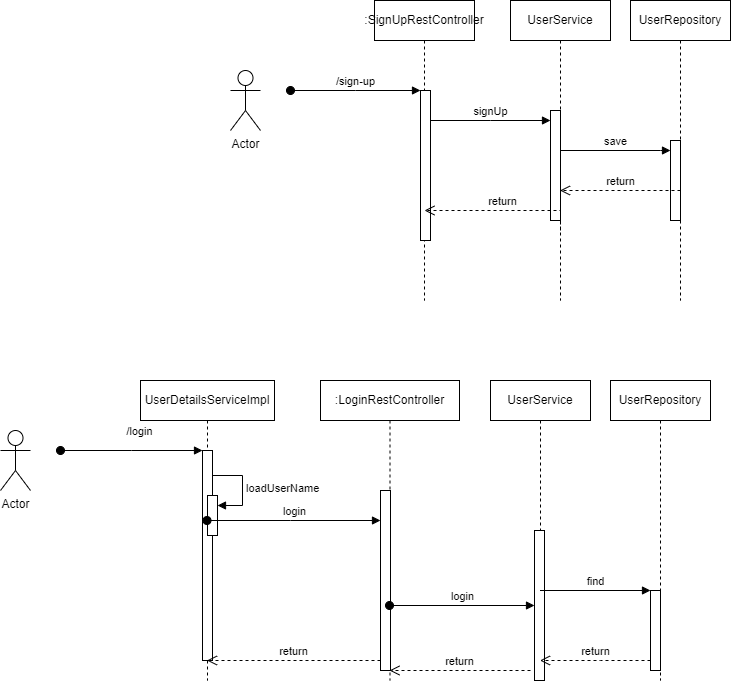 :SignUpRestController
UserService
UserRepository
/sign-up
signUp
Actor
save
return
return
UserDetailsServiceImpl
:LoginRestController
UserService
UserRepository
/login
loadUserName
Actor
login
find
login
return
return
return